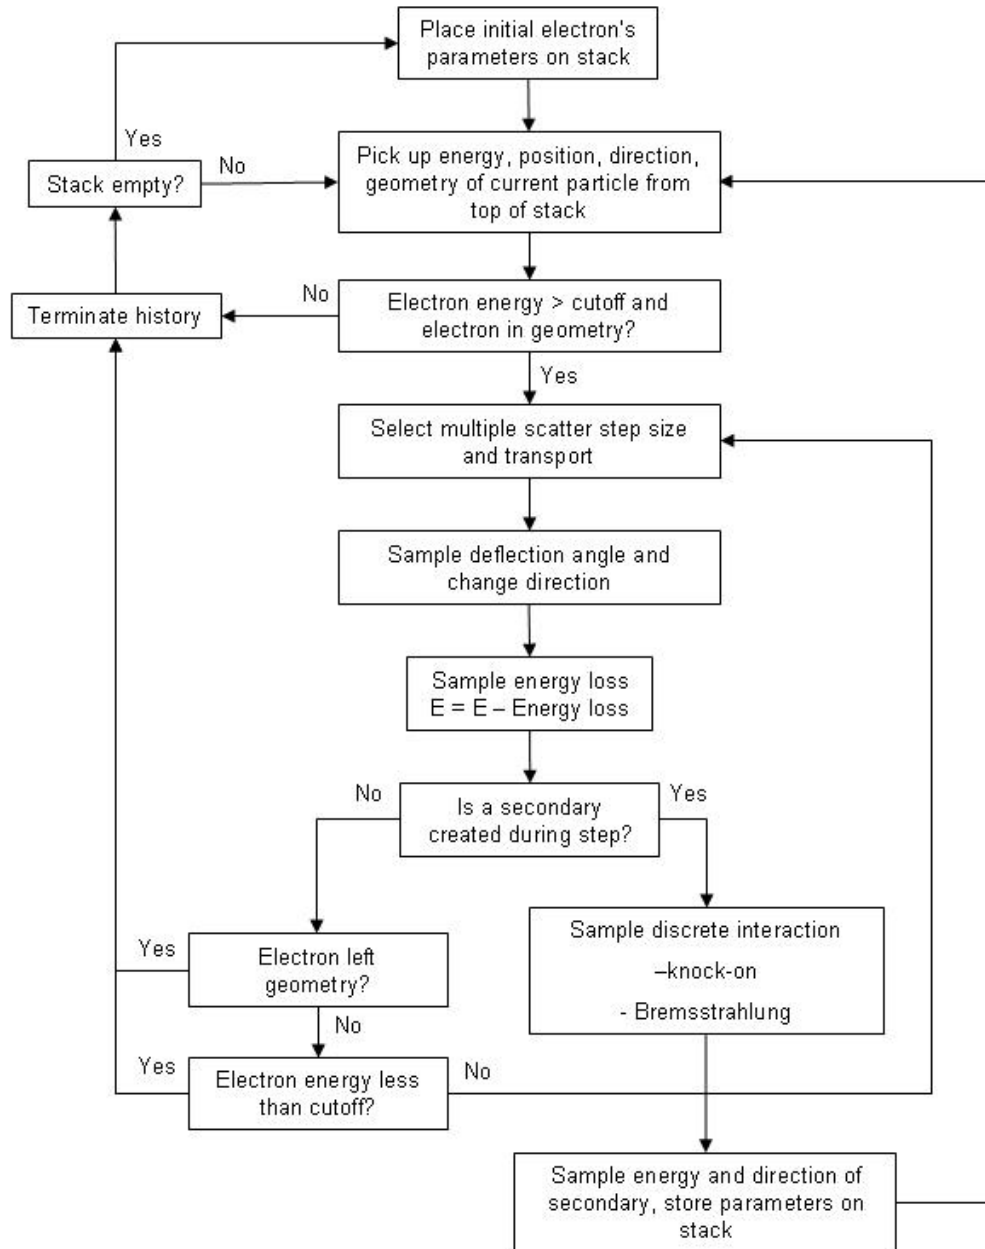 Place initial electron's
parameters on stack
Yes
No
Stack empty?
Pick up energy, position, direction,
geometry of current particle from
top of stack
No
Terminate history
Electron energy > cutoff and
electron in geometry?
Yes
Select multiple scatter step size
and transport
Sample deflection angle and
change direction
Sample energy loss
E = E – Energy loss
No
Yes
Is a secondary
created during step?
Sample discrete interaction
–knock-on
- Bremsstrahlung
Yes
Electron left
geometry?
No
Yes
No
Electron energy less
than cutoff?
Sample energy and direction of
secondary, store parameters on
stack